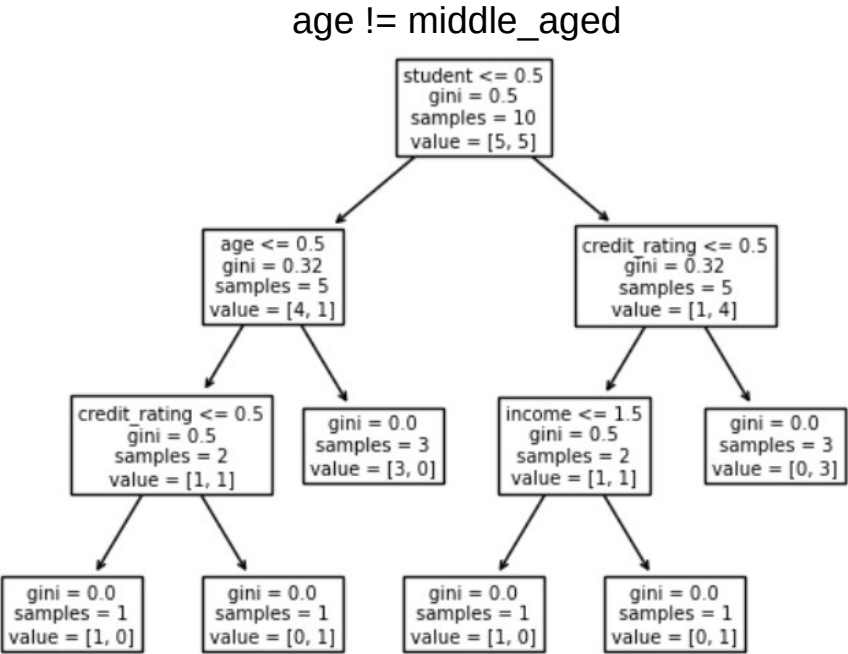 age != middle_aged
student <= 0.5
gini = 0.5
samples = 10
value = [5, 5]
age <= 0.5
gini = 0.32
samples = 5
value = [4, 1]
credit_rating <= 0.5
gini = 0.32
samples = 5
value = [1, 4]
credit_rating <= 0.5
gini = 0.5
samples = 2
value = [1, 1]
gini = 0.0
samples = 3
value = [3, 0]
income <= 1.5
gini = 0.5
samples = 2
value = [1, 1]
gini = 0.0
samples = 3
value = [0, 3]
gini = 0.0
samples = 1
value = [1, 0]
gini = 0.0
samples = 1
value = [0, 1]
gini = 0.0
samples = 1
value = [1, 0]
gini = 0.0
samples = 1
value = [0, 1]